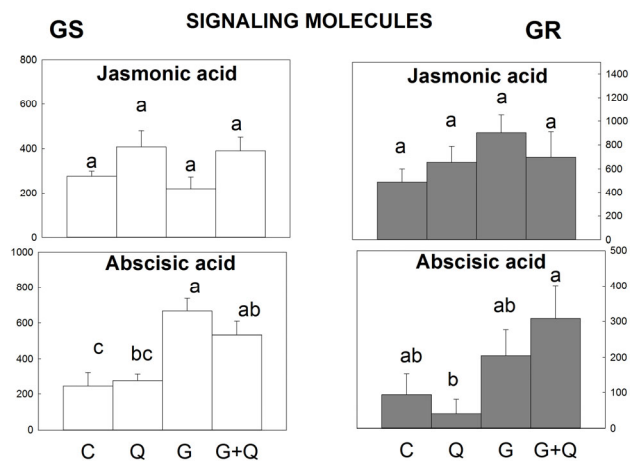 SIGNALING MOLECULES
GS
GR
Jasmonic acid
800
600
400
200
0
a
a
a
a
Jasmonic acid
1400
1200
1000
800
600
400
200
0
a
a
a
a
Abscisic acid
1000
800
600
400
200
0
c
bc
a
ab
C Q G G+Q
Abscisic acid
500
400
300
200
100
0
ab
b
ab
a
C Q G G+Q